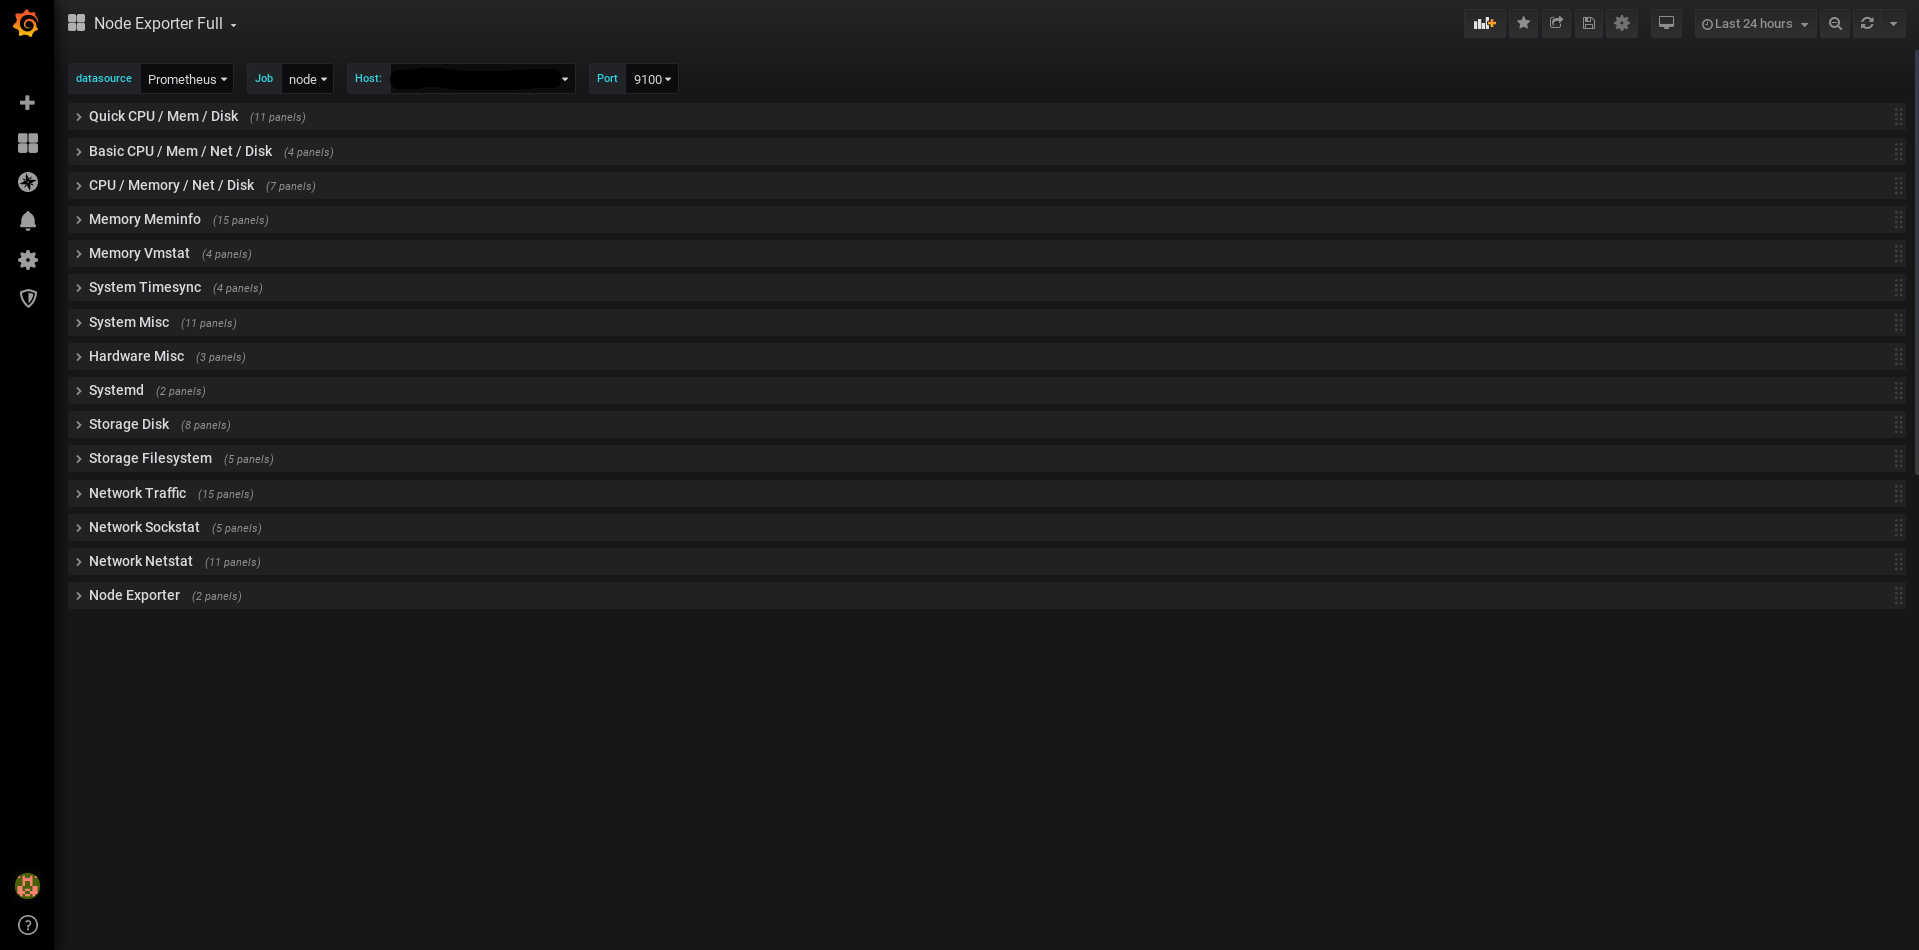 Node Exporter Full
Last 24 hours
datasource Prometheus Job node Host: Port 9100
Quick CPU / Mem / Disk (11 panels)
Basic CPU / Mem / Net / Disk (4 panels)
CPU / Memory / Net / Disk (7 panels)
Memory Meminfo (15 panels)
Memory Vmstat (4 panels)
System Timesync (4 panels)
System Misc (11 panels)
Hardware Misc (3 panels)
Systemd (2 panels)
Storage Disk (8 panels)
Storage Filesystem (5 panels)
Network Traffic (15 panels)
Network Sockstat (5 panels)
Network Netstat (11 panels)
Node Exporter (2 panels)